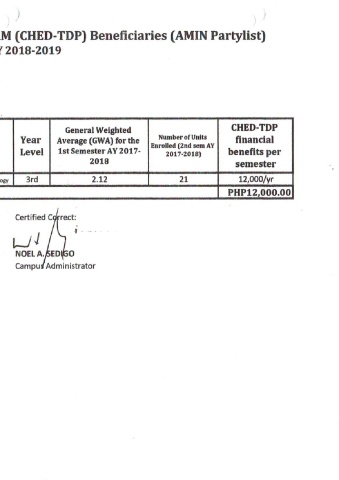 M (CHED-TDP) Beneficiaries (AMIN Partylist)
Y 2018-2019
Year Level
General Weighted Average (GWA) for the 1st Semester AY 2017-2018
Number of Units Enrolled (2nd sem AY 2017-2018)
CHED-TDP financial benefits per semester
ogy 3rd 2.12 21 12,000/yr
PHP12,000.00
Certified Correct:
NOEL A. SEDIGO
Campus Administrator